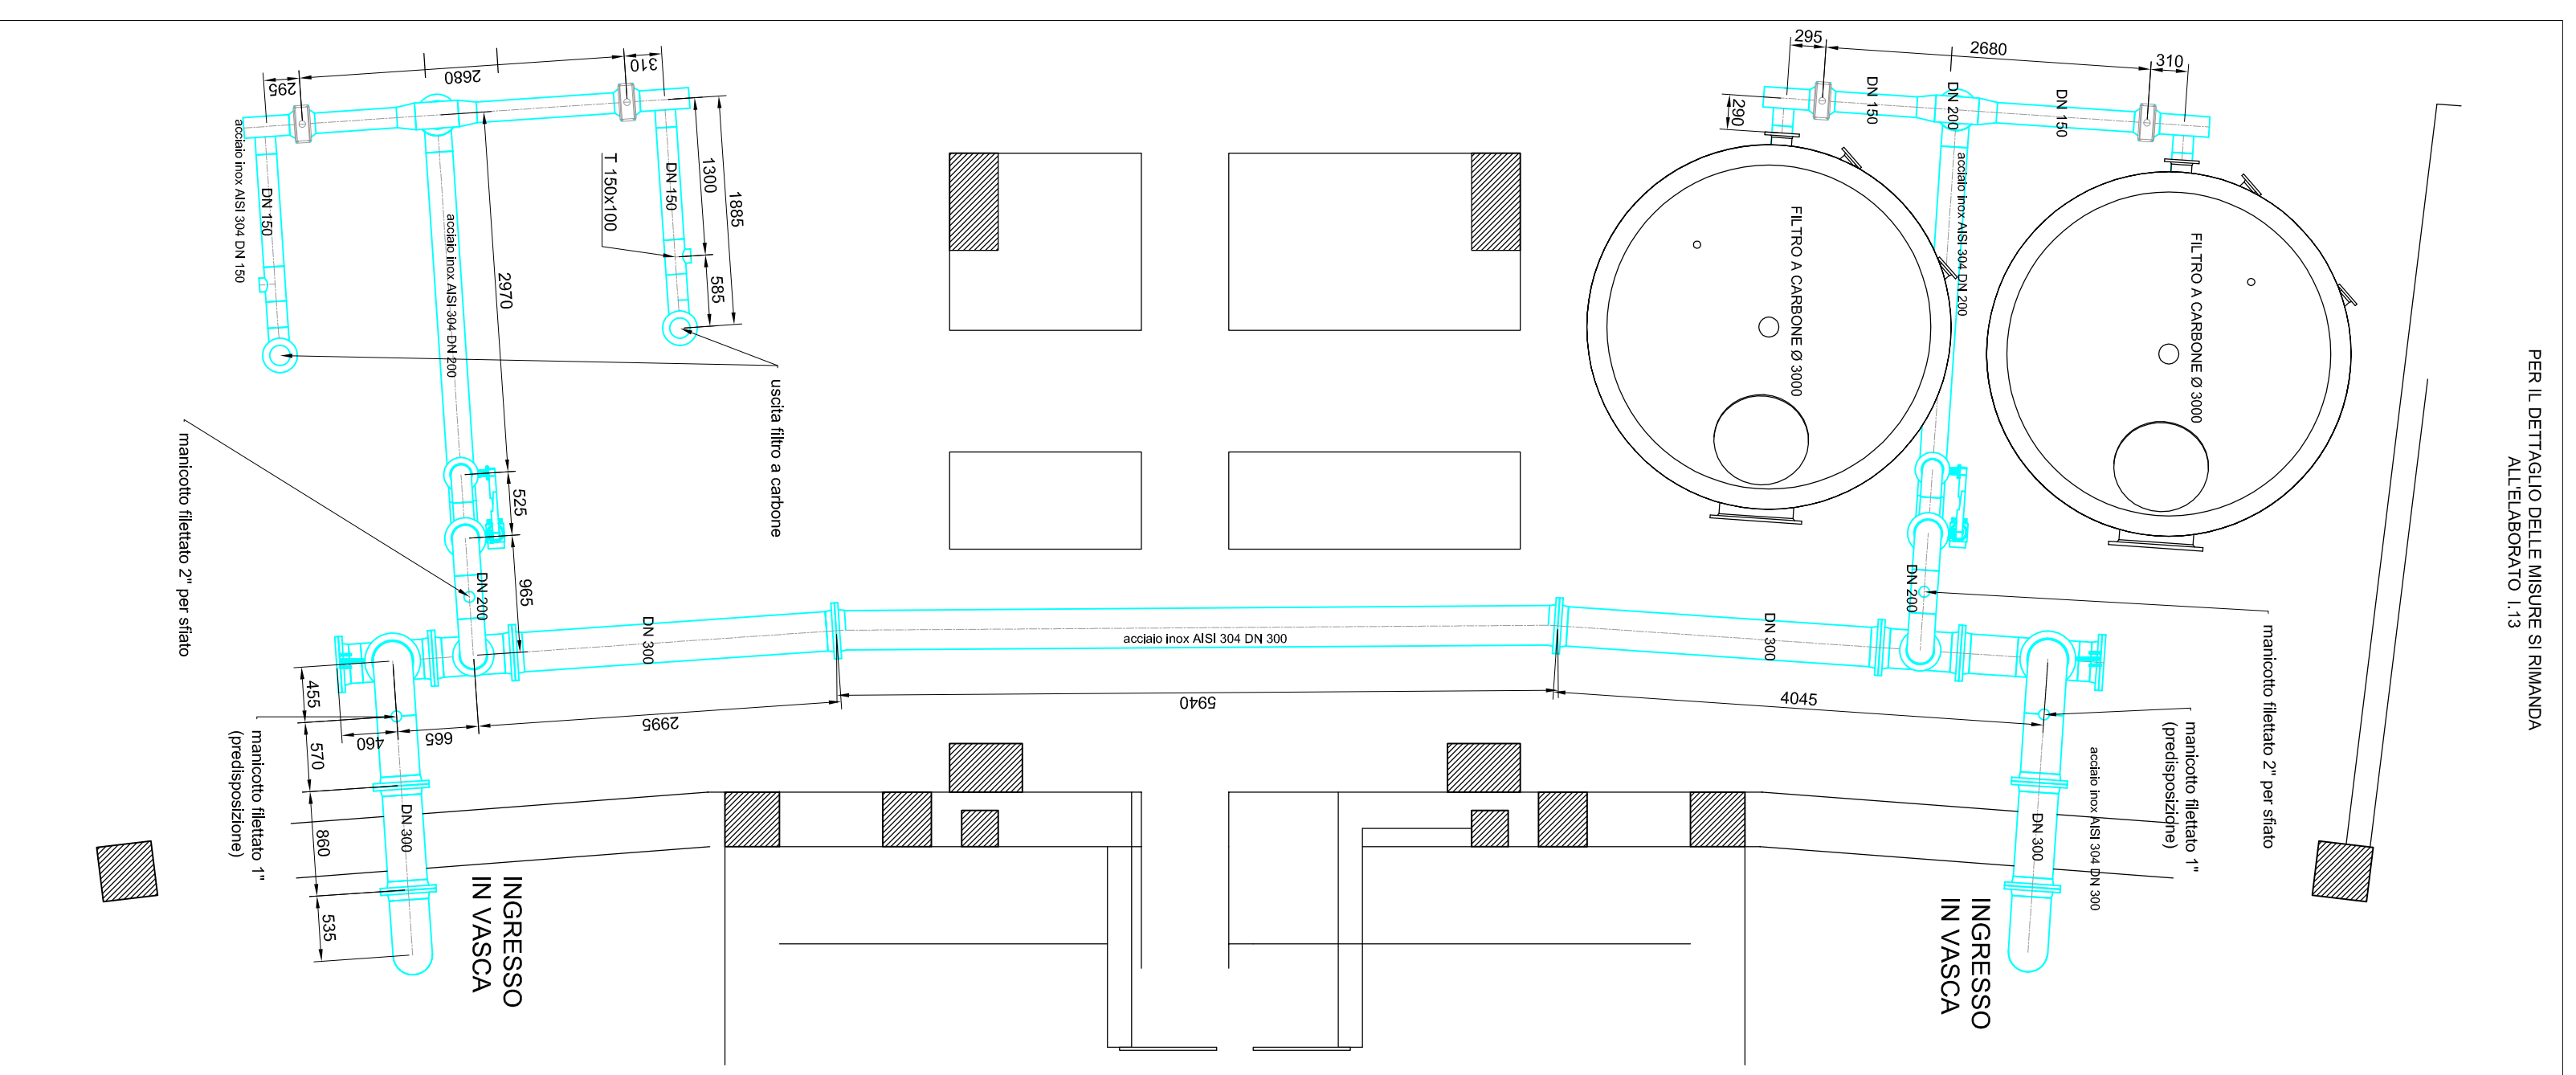 295
2680
310
295
2680
310
290
DN 150
DN 200
DN 150
acciaio inox AISI 304 DN 150
DN 150
acciaio inox AISI 304 DN 200
2970
T 150x100
DN 150
1300
1885
585
525
965
uscita filtro a carbone
manicotto filettato 2" per sfiato
DN 200
DN 300
acciaio inox AISI 304 DN 300
DN 300
DN 200
acciaio inox AISI 304 DN 200
FILTRO A CARBONE Ø 3000
FILTRO A CARBONE Ø 3000
PER IL DETTAGLIO DELLE MISURE SI RIMANDA
ALL'ELABORATO I.13
manicotto filettato 2" per sfiato
455
570
860
535
460
665
2995
5940
4045
manicotto filettato 1"
(predisposizione)
DN 300
INGRESSO
IN VASCA
manicotto filettato 1"
(predisposizione)
acciaio inox AISI 304 DN 300
DN 300
INGRESSO
IN VASCA